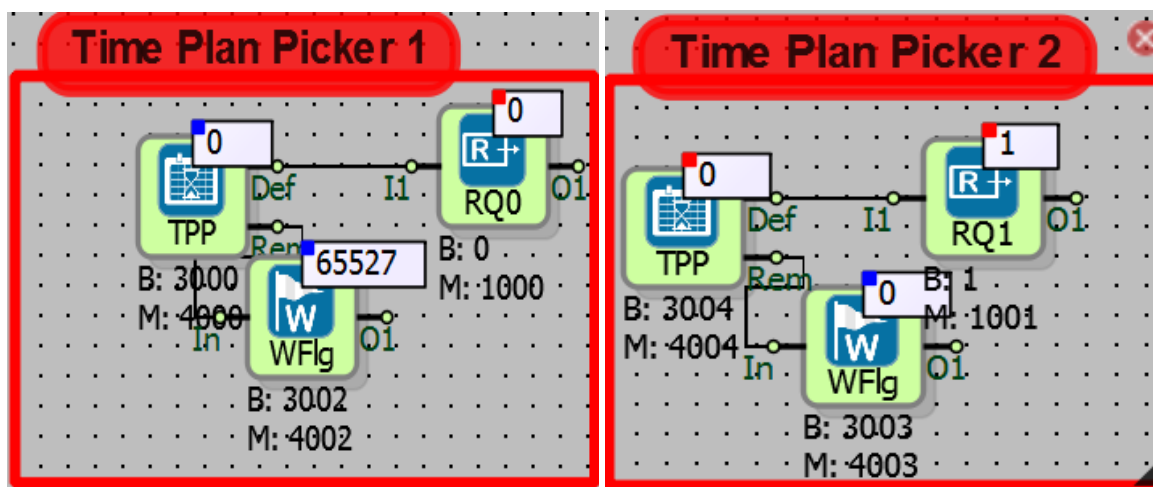 Time Plan Picker 1
0
0
R
Def
I1
O1
TPP
RQ0
Rem
65527
B: 0
B: 3000
M: 1000
M: 4000
W
In
O1
WFlg
B: 3002
M: 4002
Time Plan Picker 2
0
1
R
Def
I1
O1
TPP
RQ1
Rem
0
B: 1
B: 3004
M: 1001
M: 4004
W
In
O1
WFlg
B: 3003
M: 4003